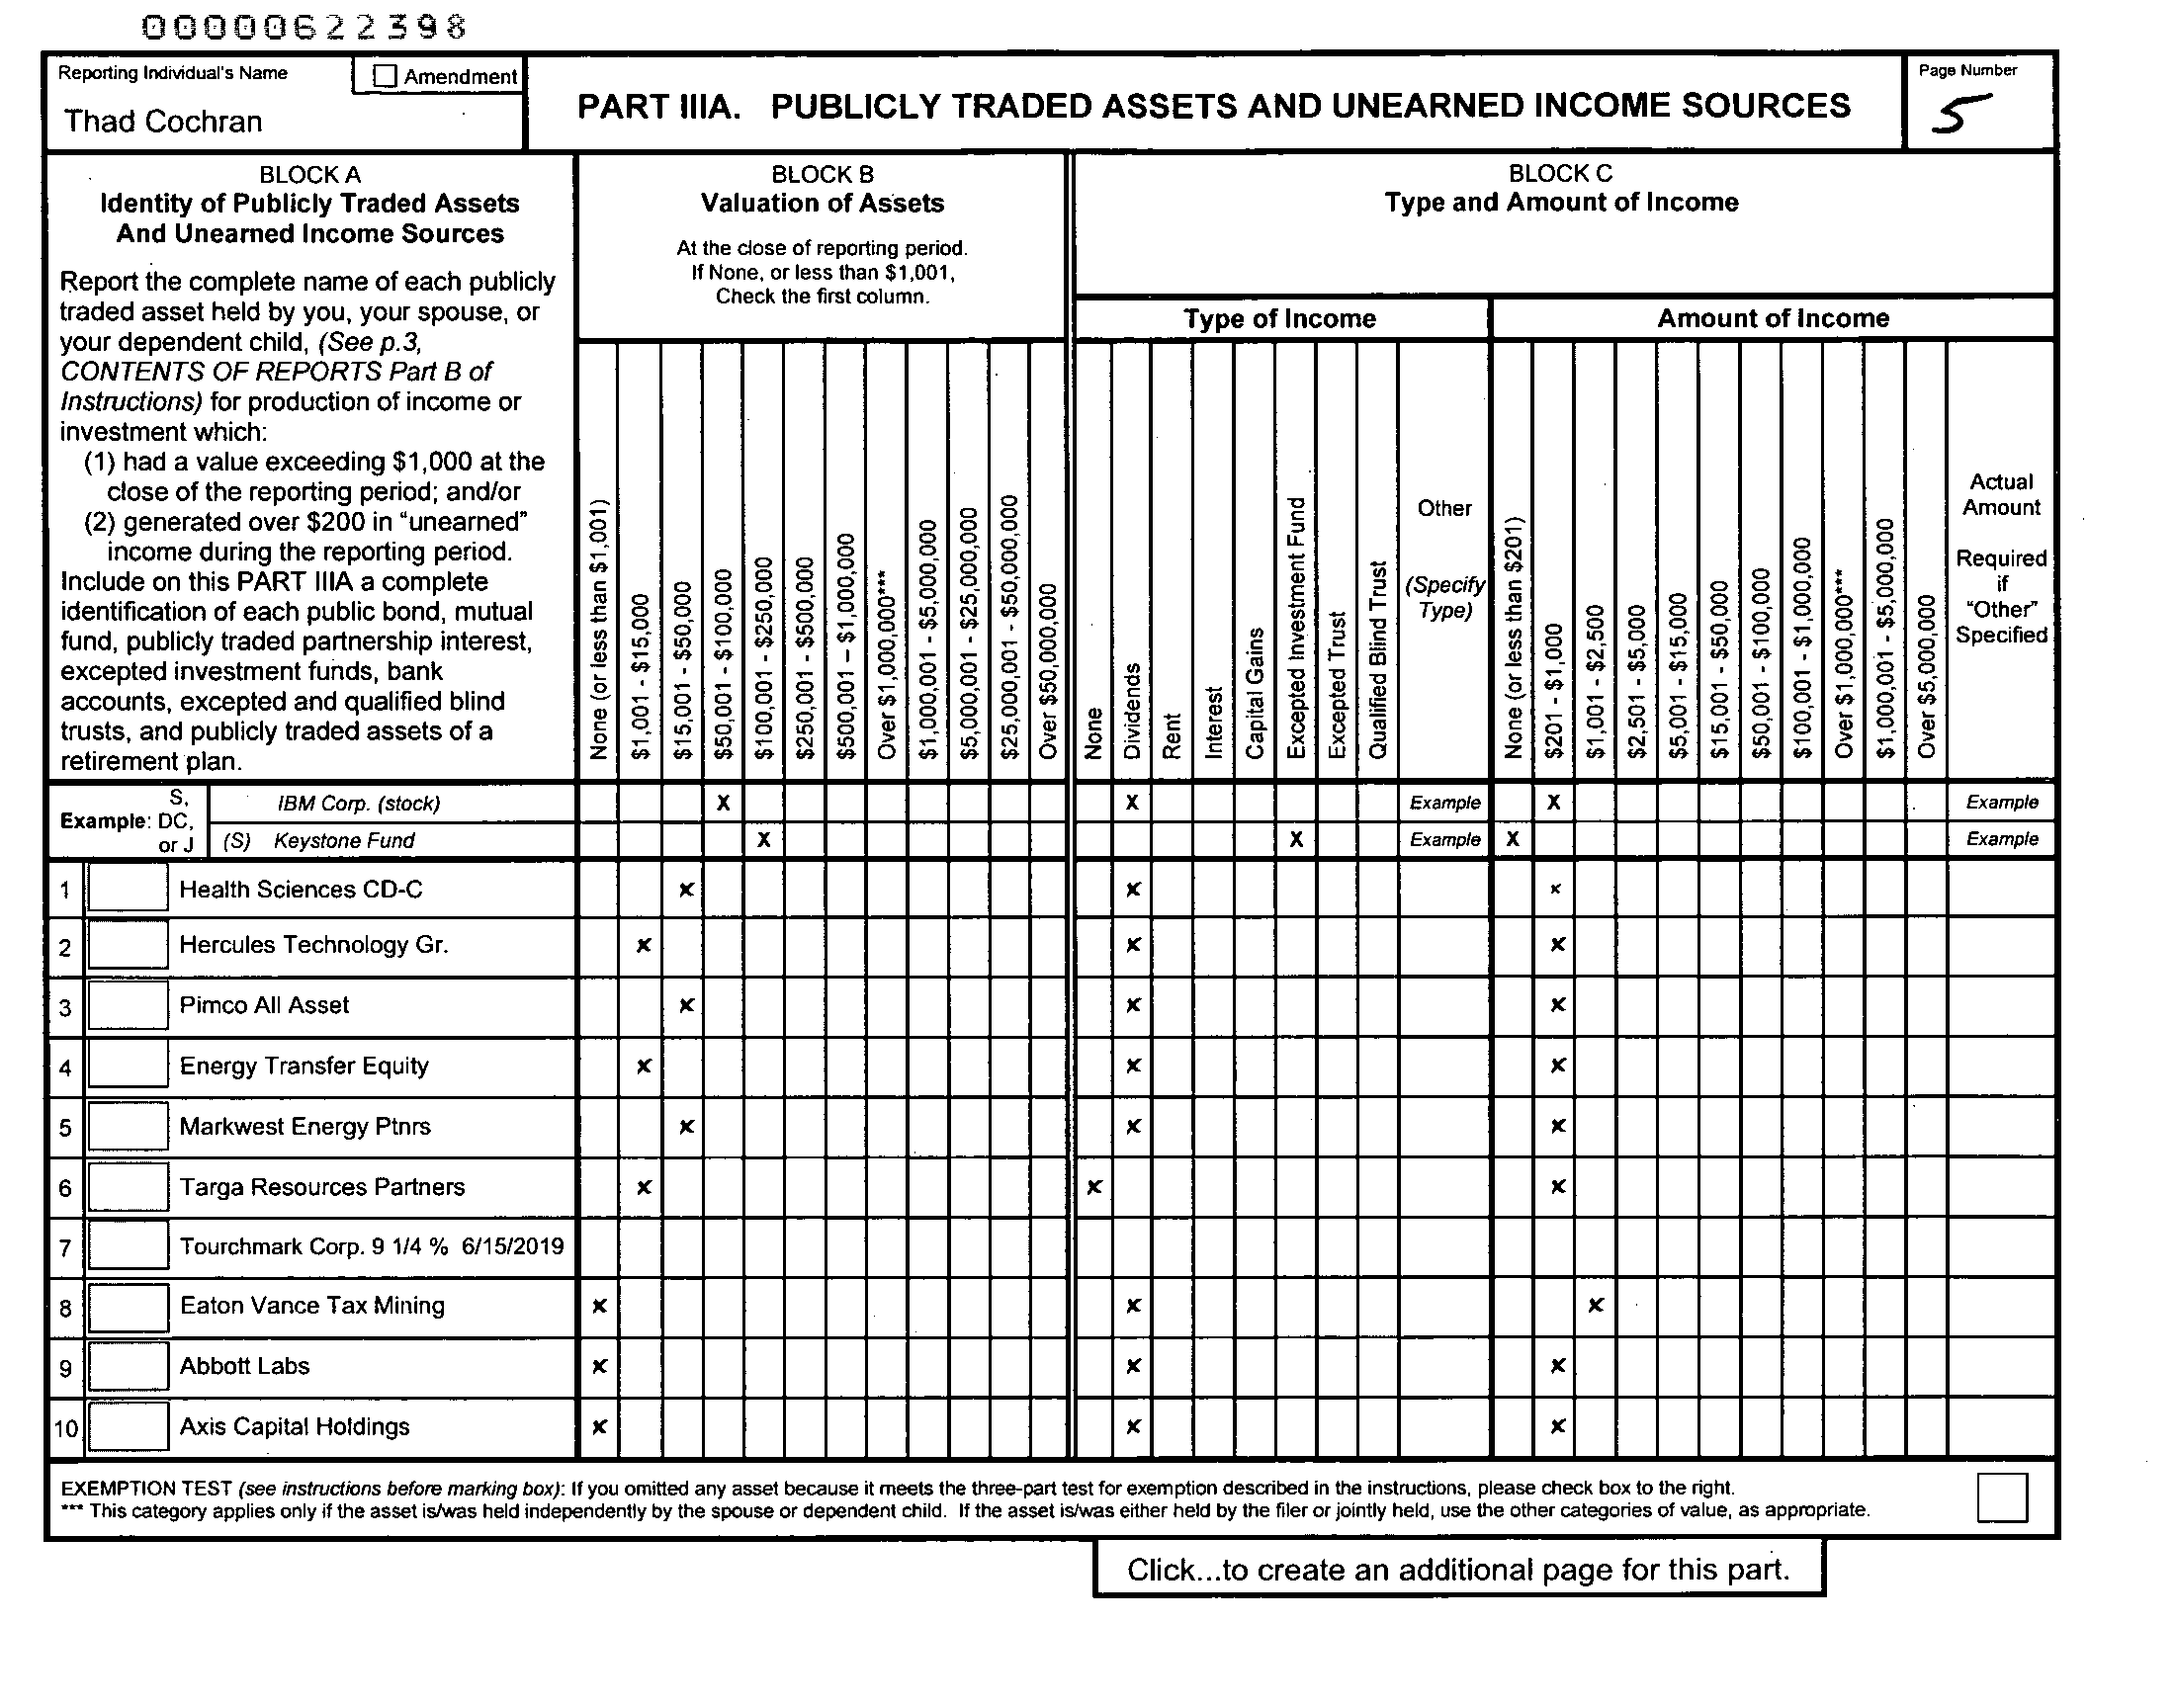 00000622398
Reporting Individual's Name
Amendment
Thad Cochran
PART IIIA. PUBLICLY TRADED ASSETS AND UNEARNED INCOME SOURCES
Page Number
5
BLOCK A
Identity of Publicly Traded Assets
And Unearned Income Sources
Report the complete name of each publicly
traded asset held by you, your spouse, or
your dependent child, (See p.3,
CONTENTS OF REPORTS Part B of
Instructions) for production of income or
investment which:
(1) had a value exceeding $1,000 at the
close of the reporting period; and/or
(2) generated over $200 in "unearned"
income during the reporting period.
Include on this PART IIIA a complete
identification of each public bond, mutual
fund, publicly traded partnership interest,
excepted investment funds, bank
accounts, excepted and qualified blind
trusts, and publicly traded assets of a
retirement plan.
BLOCK B
Valuation of Assets
At the close of reporting period.
If None, or less than $1,001,
Check the first column.
None (or less than $1,001)
$1,001 - $15,000
$15,001 - $50,000
$50,001 - $100,000
$100,001 - $250,000
$250,001 - $500,000
$500,001 – $1,000,000
Over $1,000,000***
$1,000,001 - $5,000,000
$5,000,001 - $25,000,000
$25,000,001 - $50,000,000
Over $50,000,000
BLOCK C
Type and Amount of Income
Type of Income
None
Dividends
Rent
Interest
Capital Gains
Excepted Investment Fund
Excepted Trust
Qualified Blind Trust
Other
(Specify
Type)
Amount of Income
None (or less than $201)
$201 - $1,000
$1,001 - $2,500
$2,501 - $5,000
$5,001 - $15,000
$15,001 - $50,000
$50,001 - $100,000
$100,001 - $1,000,000
Over $1,000,000***
$1,000,001 - $5,000,000
Over $5,000,000
Actual
Amount
Required
if
"Other"
Specified
Example: S, DC, or J
IBM Corp. (stock) X X Example X Example
(S) Keystone Fund X X Example X Example
1 Health Sciences CD-C x x x
2 Hercules Technology Gr. x x x
3 Pimco All Asset x x x
4 Energy Transfer Equity x x x
5 Markwest Energy Ptnrs x x x
6 Targa Resources Partners x x x
7 Tourchmark Corp. 9 1/4 % 6/15/2019
8 Eaton Vance Tax Mining x x x
9 Abbott Labs x x x
10 Axis Capital Holdings x x x
EXEMPTION TEST (see instructions before marking box): If you omitted any asset because it meets the three-part test for exemption described in the instructions, please check box to the right.
*** This category applies only if the asset is/was held independently by the spouse or dependent child. If the asset is/was either held by the filer or jointly held, use the other categories of value, as appropriate.
Click...to create an additional page for this part.